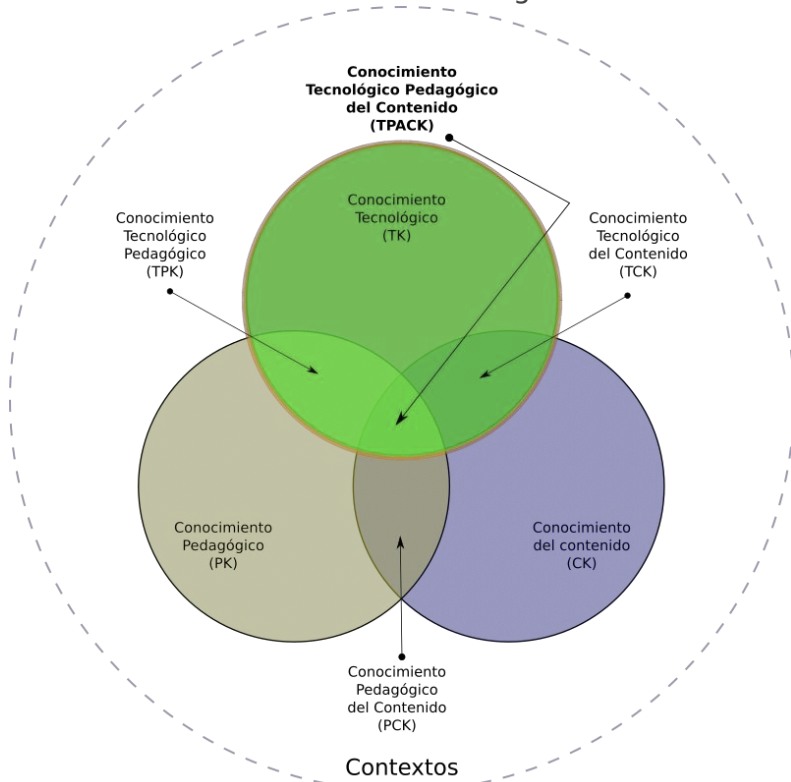 Conocimiento
Tecnológico Pedagógico
del Contenido
(TPACK)
Conocimiento
Tecnológico
(TK)
Conocimiento
Tecnológico
Pedagógico
(TPK)
Conocimiento
Tecnológico
del Contenido
(TCK)
Conocimiento
Pedagógico
(PK)
Conocimiento
del contenido
(CK)
Conocimiento
Pedagógico
del Contenido
(PCK)
Contextos